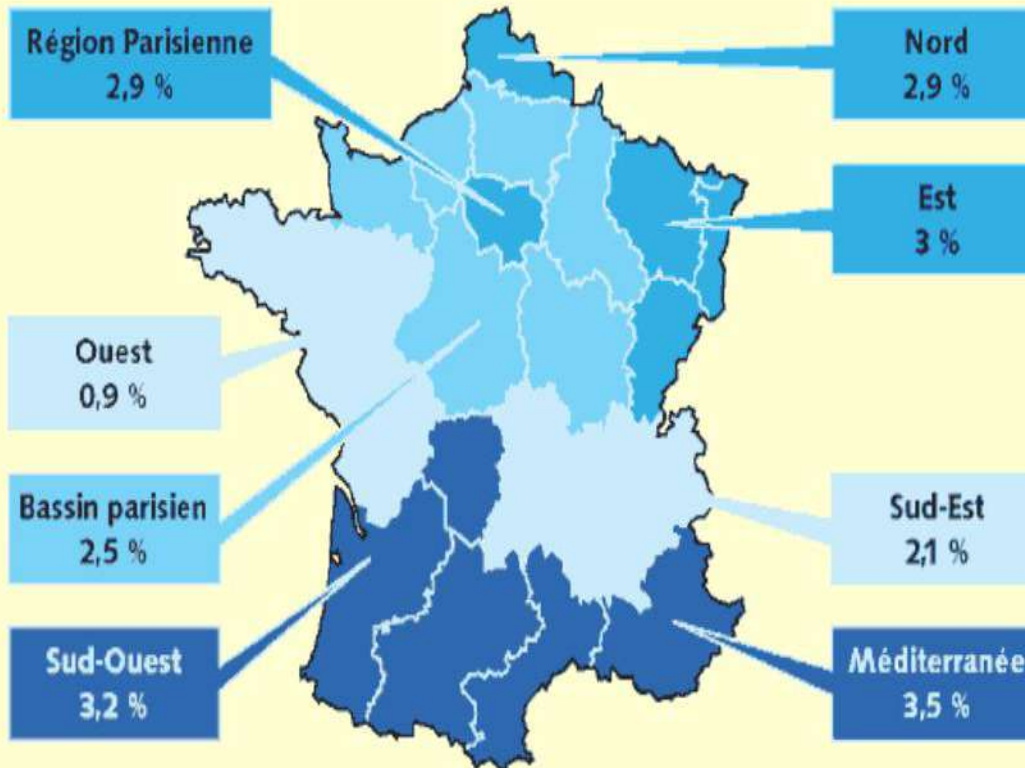 Région Parisienne
2,9 %
Nord
2,9 %
Est
3 %
Ouest
0,9 %
Bassin parisien
2,5 %
Sud-Est
2,1 %
Sud-Ouest
3,2 %
Méditerranée
3,5 %